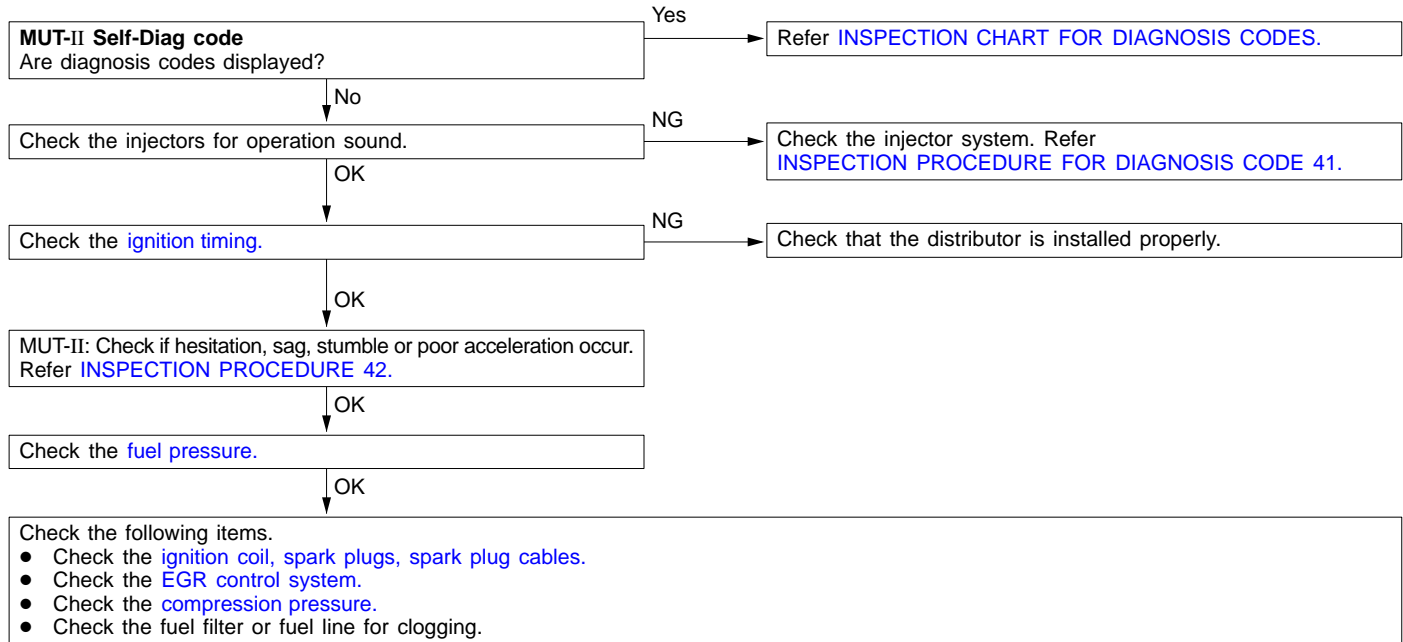 MUT-II Self-Diag code
Are diagnosis codes displayed?
Yes
Refer INSPECTION CHART FOR DIAGNOSIS CODES.
No
Check the injectors for operation sound.
NG
Check the injector system. Refer
INSPECTION PROCEDURE FOR DIAGNOSIS CODE 41.
OK
Check the ignition timing.
NG
Check that the distributor is installed properly.
OK
MUT-II: Check if hesitation, sag, stumble or poor acceleration occur.
Refer INSPECTION PROCEDURE 42.
OK
Check the fuel pressure.
OK
Check the following items.
● Check the ignition coil, spark plugs, spark plug cables.
● Check the EGR control system.
● Check the compression pressure.
● Check the fuel filter or fuel line for clogging.